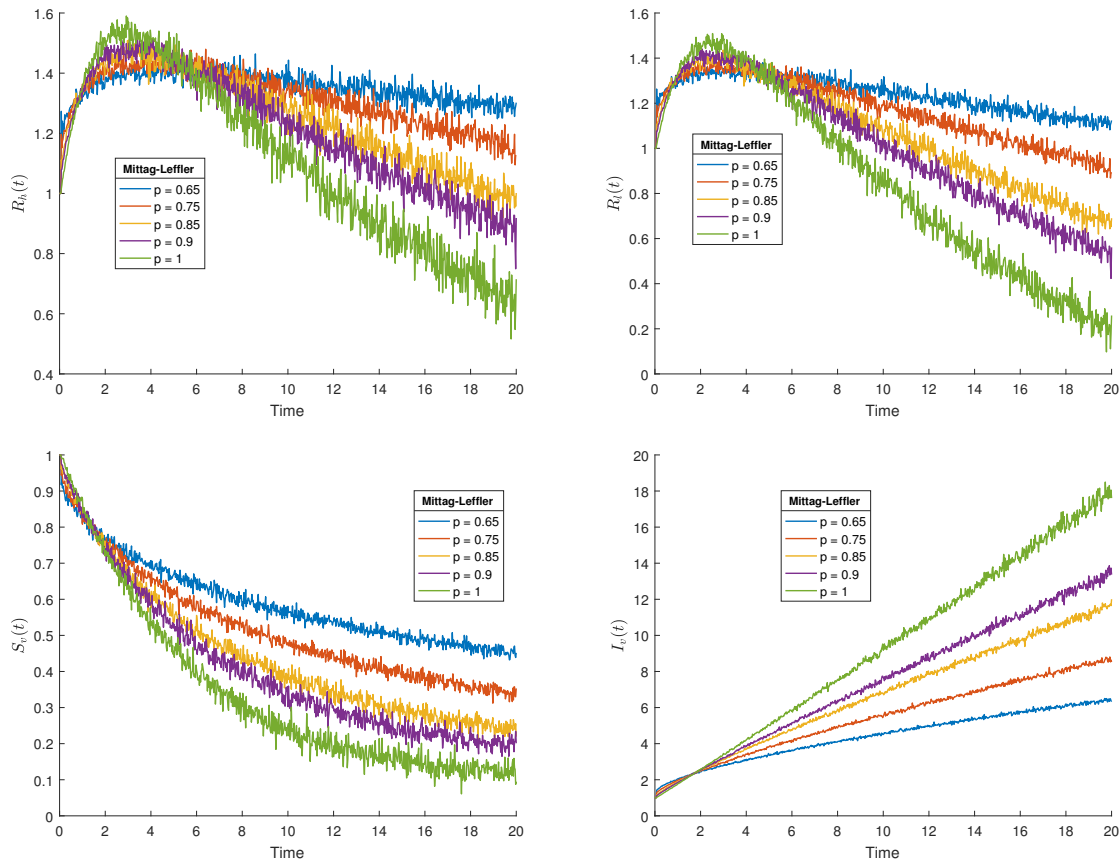 1.6
1.4
1.2
1
0.8
0.6
0.4
R_h(t)
Mittag-Leffler
p = 0.65
p = 0.75
p = 0.85
p = 0.9
p = 1
0 2 4 6 8 10 12 14 16 18 20
Time
1.6
1.4
1.2
1
0.8
0.6
0.4
0.2
0
R_l(t)
Mittag-Leffler
p = 0.65
p = 0.75
p = 0.85
p = 0.9
p = 1
0 2 4 6 8 10 12 14 16 18 20
Time
1
0.9
0.8
0.7
0.6
0.5
0.4
0.3
0.2
0.1
0
S_v(t)
Mittag-Leffler
p = 0.65
p = 0.75
p = 0.85
p = 0.9
p = 1
0 2 4 6 8 10 12 14 16 18 20
Time
20
18
16
14
12
10
8
6
4
2
0
I_v(t)
Mittag-Leffler
p = 0.65
p = 0.75
p = 0.85
p = 0.9
p = 1
0 2 4 6 8 10 12 14 16 18 20
Time